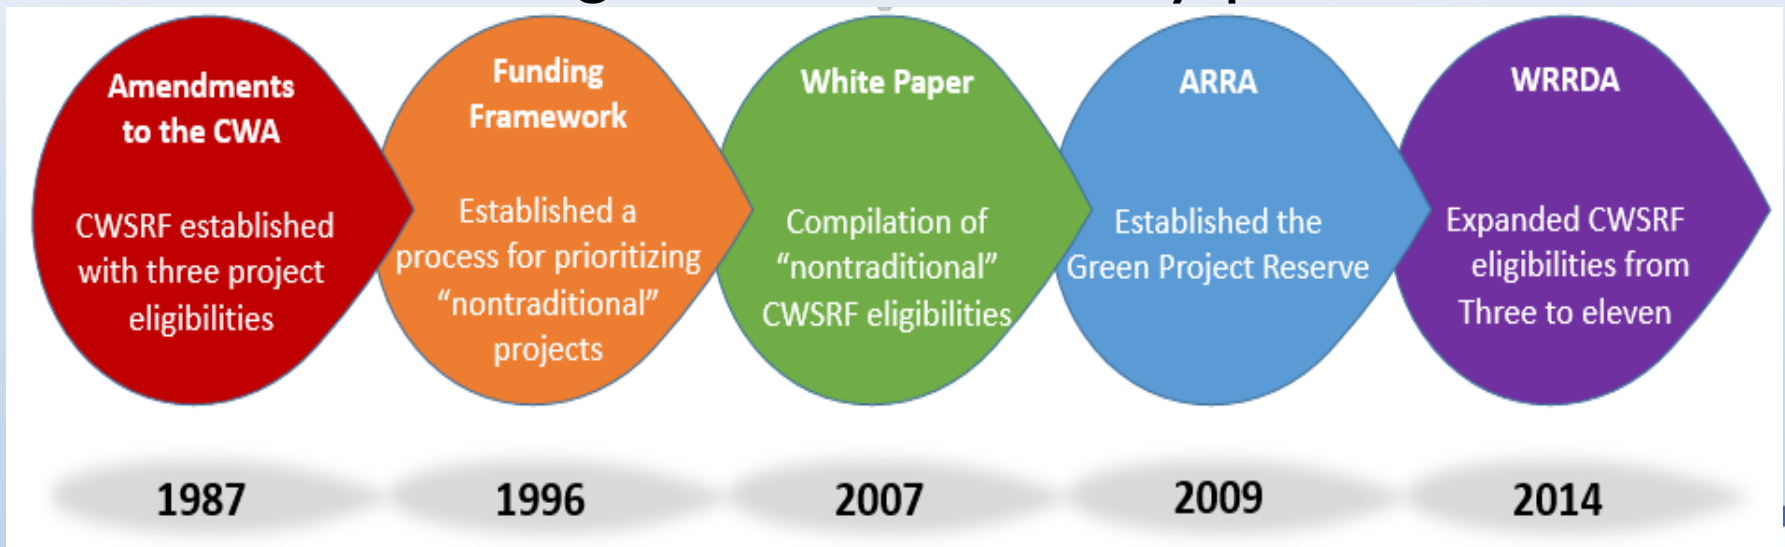 Amendments
to the CWA
CWSRF established
with three project
eligibilities
Funding
Framework
Established a
process for prioritizing
“nontraditional”
projects
White Paper
Compilation of
“nontraditional”
CWSRF eligibilities
ARRA
Established the
Green Project Reserve
WRRDA
Expanded CWSRF
eligibilities from
Three to eleven
1987
1996
2007
2009
2014